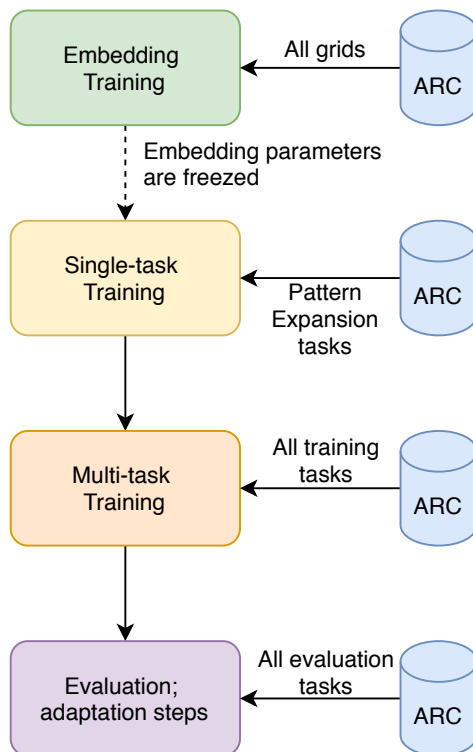 Embedding
Training
All grids
ARC
Embedding parameters
are freezed
Single-task
Training
Pattern
Expansion
tasks
ARC
Multi-task
Training
All training
tasks
ARC
Evaluation;
adaptation steps
All evaluation
tasks
ARC